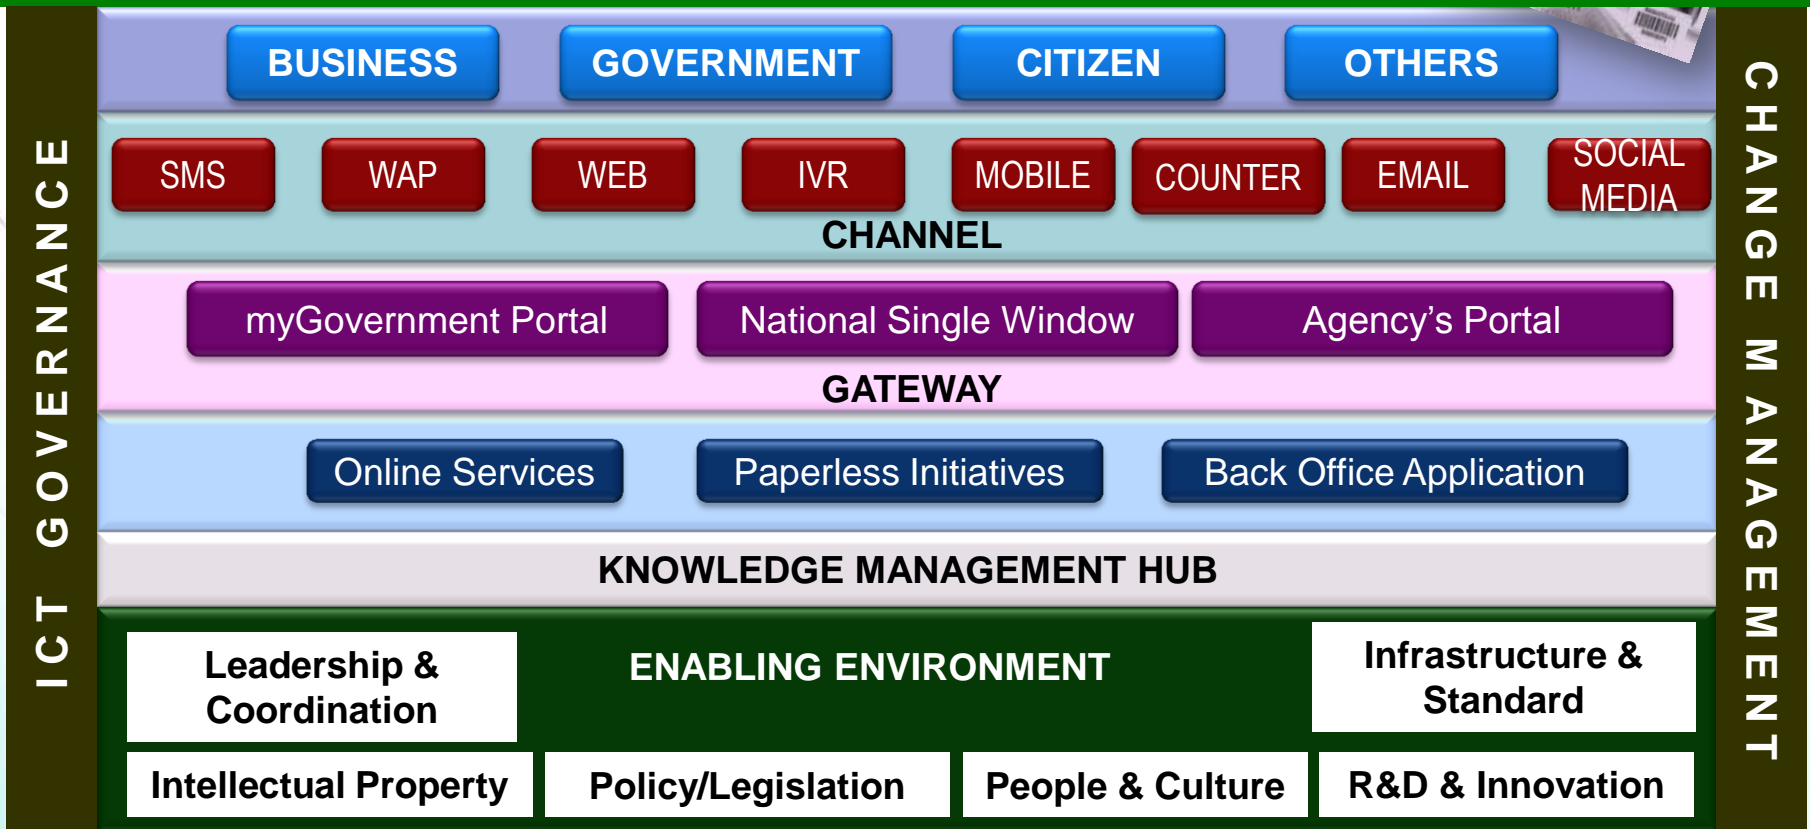 BUSINESS
GOVERNMENT
CITIZEN
OTHERS
SMS
WAP
WEB
IVR
MOBILE
COUNTER
EMAIL
SOCIAL
MEDIA
CHANNEL
myGovernment Portal
National Single Window
Agency’s Portal
GATEWAY
Online Services
Paperless Initiatives
Back Office Application
KNOWLEDGE MANAGEMENT HUB
Leadership &
Coordination
ENABLING ENVIRONMENT
Infrastructure &
Standard
Intellectual Property
Policy/Legislation
People & Culture
R&D & Innovation
ICT GOVERNANCE
CHANGE MANAGEMENT